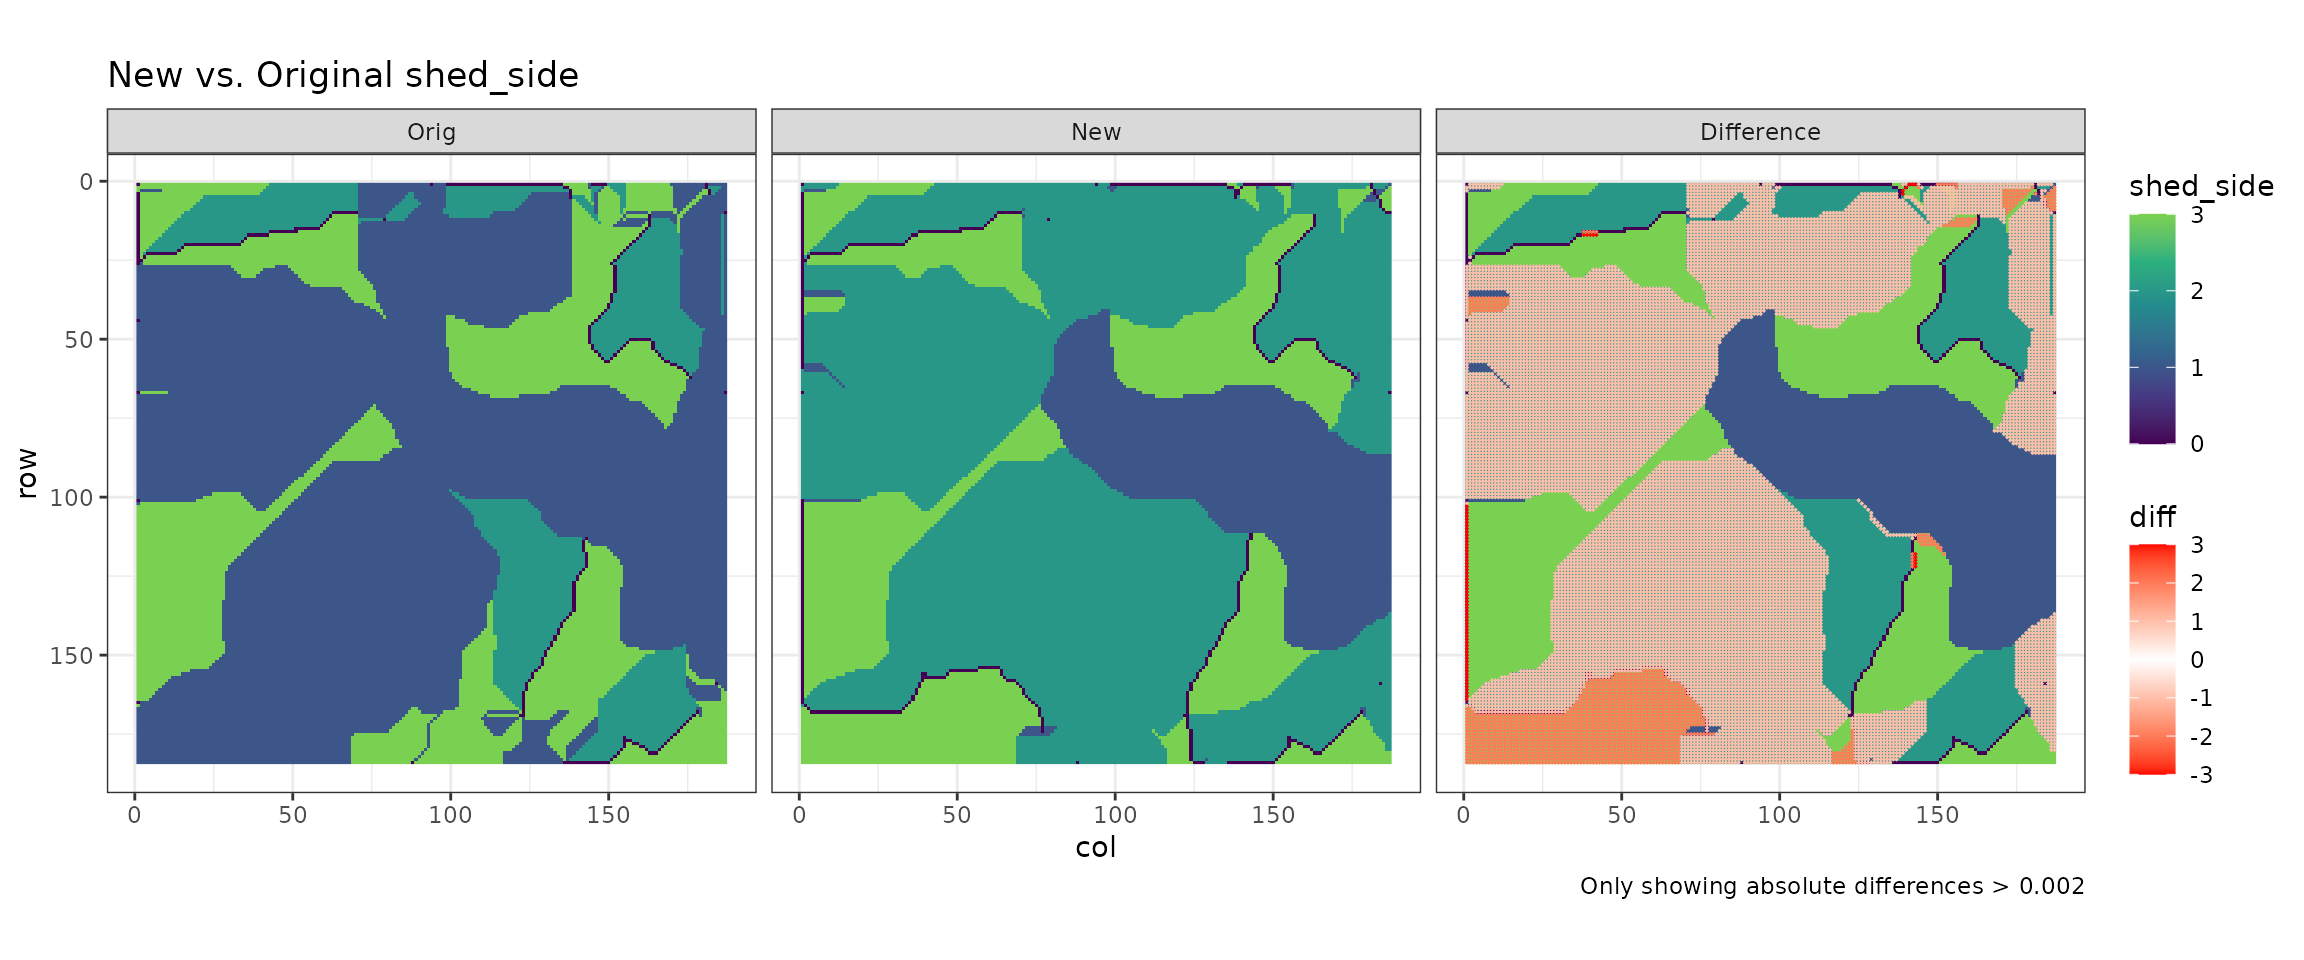 New vs. Original shed_side
Orig
New
Difference
shed_side
3
2
1
0
diff
3
2
1
0
-1
-2
-3
row
0
50
100
150
0 50 100 150
0 50 100 150
0 50 100 150
col
Only showing absolute differences > 0.002